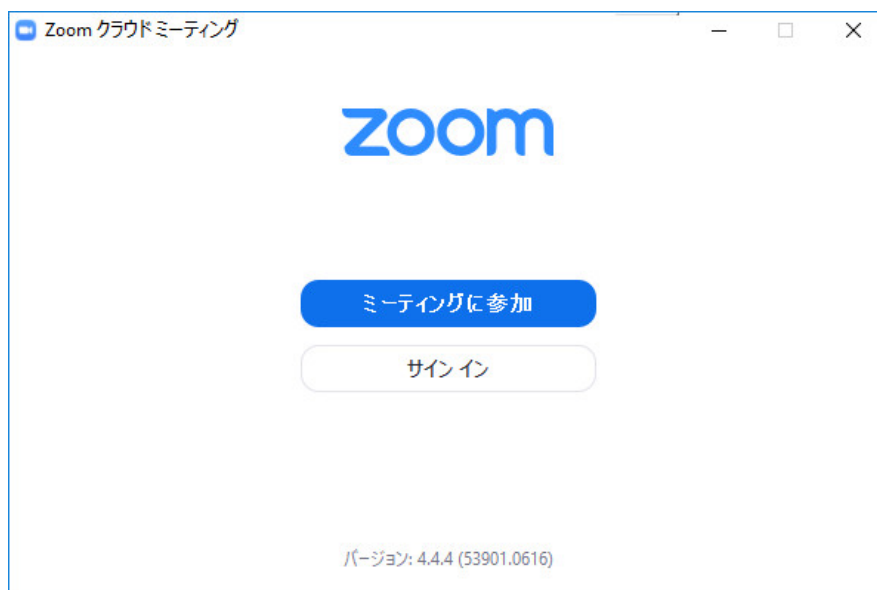 Zoom クラウド ミーティング
zoom
ミーティングに参加
サイン イン
バージョン: 4.4.4 (53901.0616)